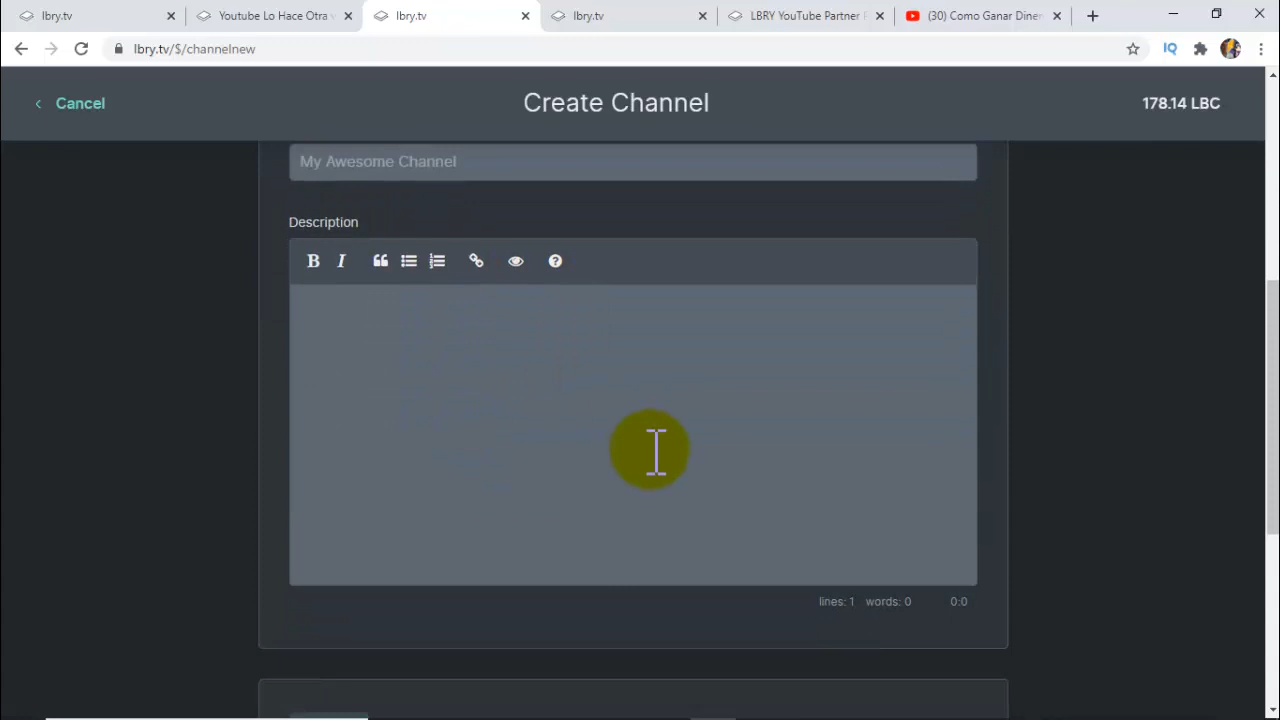 lbry.tv
Youtube Lo Hace Otra v
lbry.tv
lbry.tv
LBRY YouTube Partner P
(30) Como Ganar Diner
lbry.tv/$/channelnew
IQ
Cancel
Create Channel
178.14 LBC
My Awesome Channel
Description
B I
lines: 1 words: 0 0:0